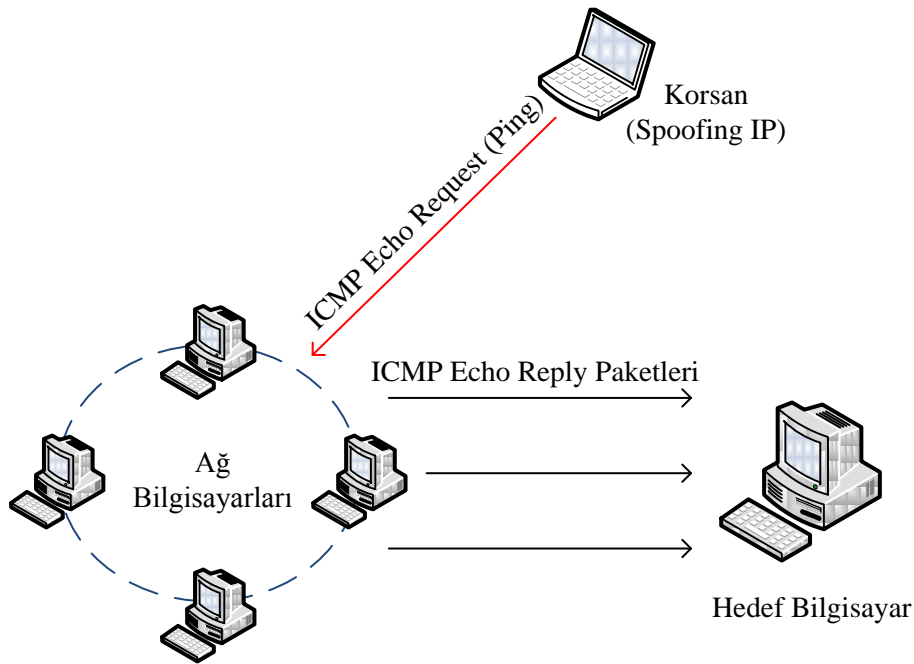 Korsan
(Spoofing IP)
ICMP Echo Request (Ping)
ICMP Echo Reply Paketleri
Ağ
Bilgisayarları
Hedef Bilgisayar